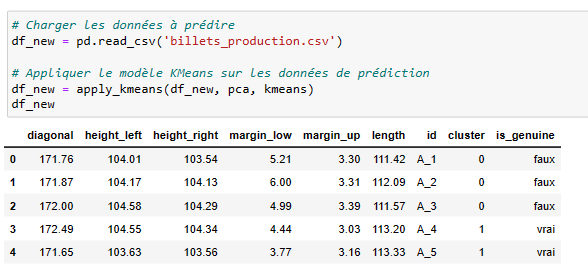 # Charger les données à prédire
df_new = pd.read_csv('billets_production.csv')
# Appliquer le modèle KMeans sur les données de prédiction
df_new = apply_kmeans(df_new, pca, kmeans)
df_new
diagonal height_left height_right margin_low margin_up length id cluster is_genuine
0 171.76 104.01 103.54 5.21 3.30 111.42 A_1 0 faux
1 171.87 104.17 104.13 6.00 3.31 112.09 A_2 0 faux
2 172.00 104.58 104.29 4.99 3.39 111.57 A_3 0 faux
3 172.49 104.55 104.34 4.44 3.03 113.20 A_4 1 vrai
4 171.65 103.63 103.56 3.77 3.16 113.33 A_5 1 vrai